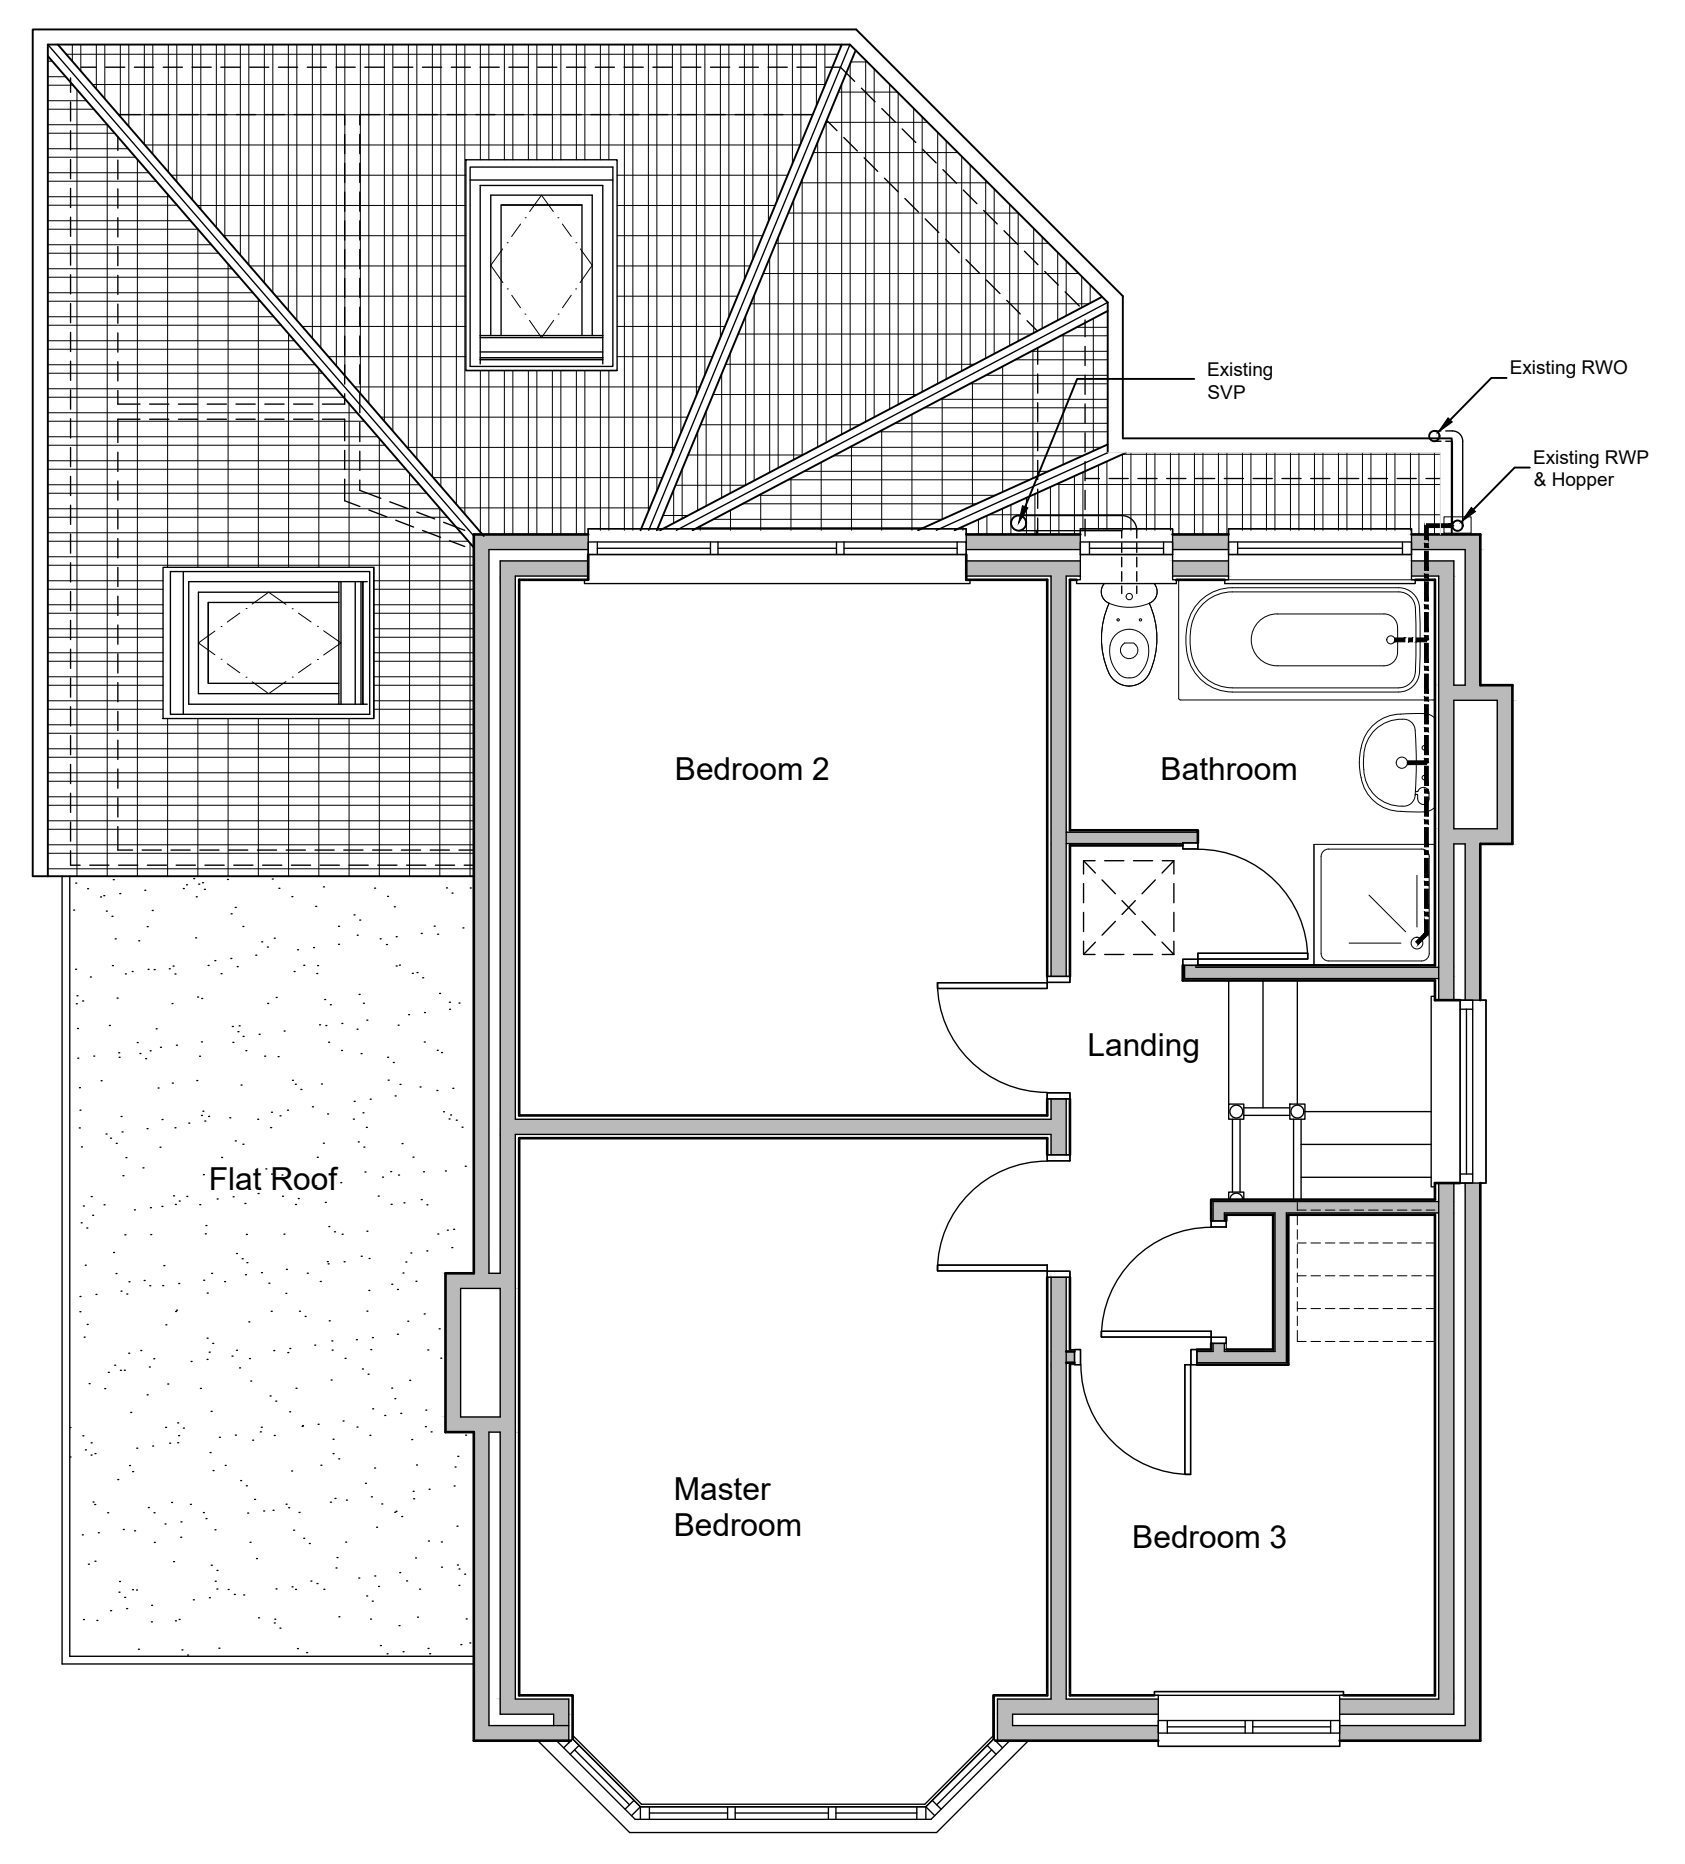 Existing
SVP
Existing RWO
Existing RWP
& Hopper
Bedroom 2
Bathroom
Landing
Flat Roof
Master
Bedroom
Bedroom 3